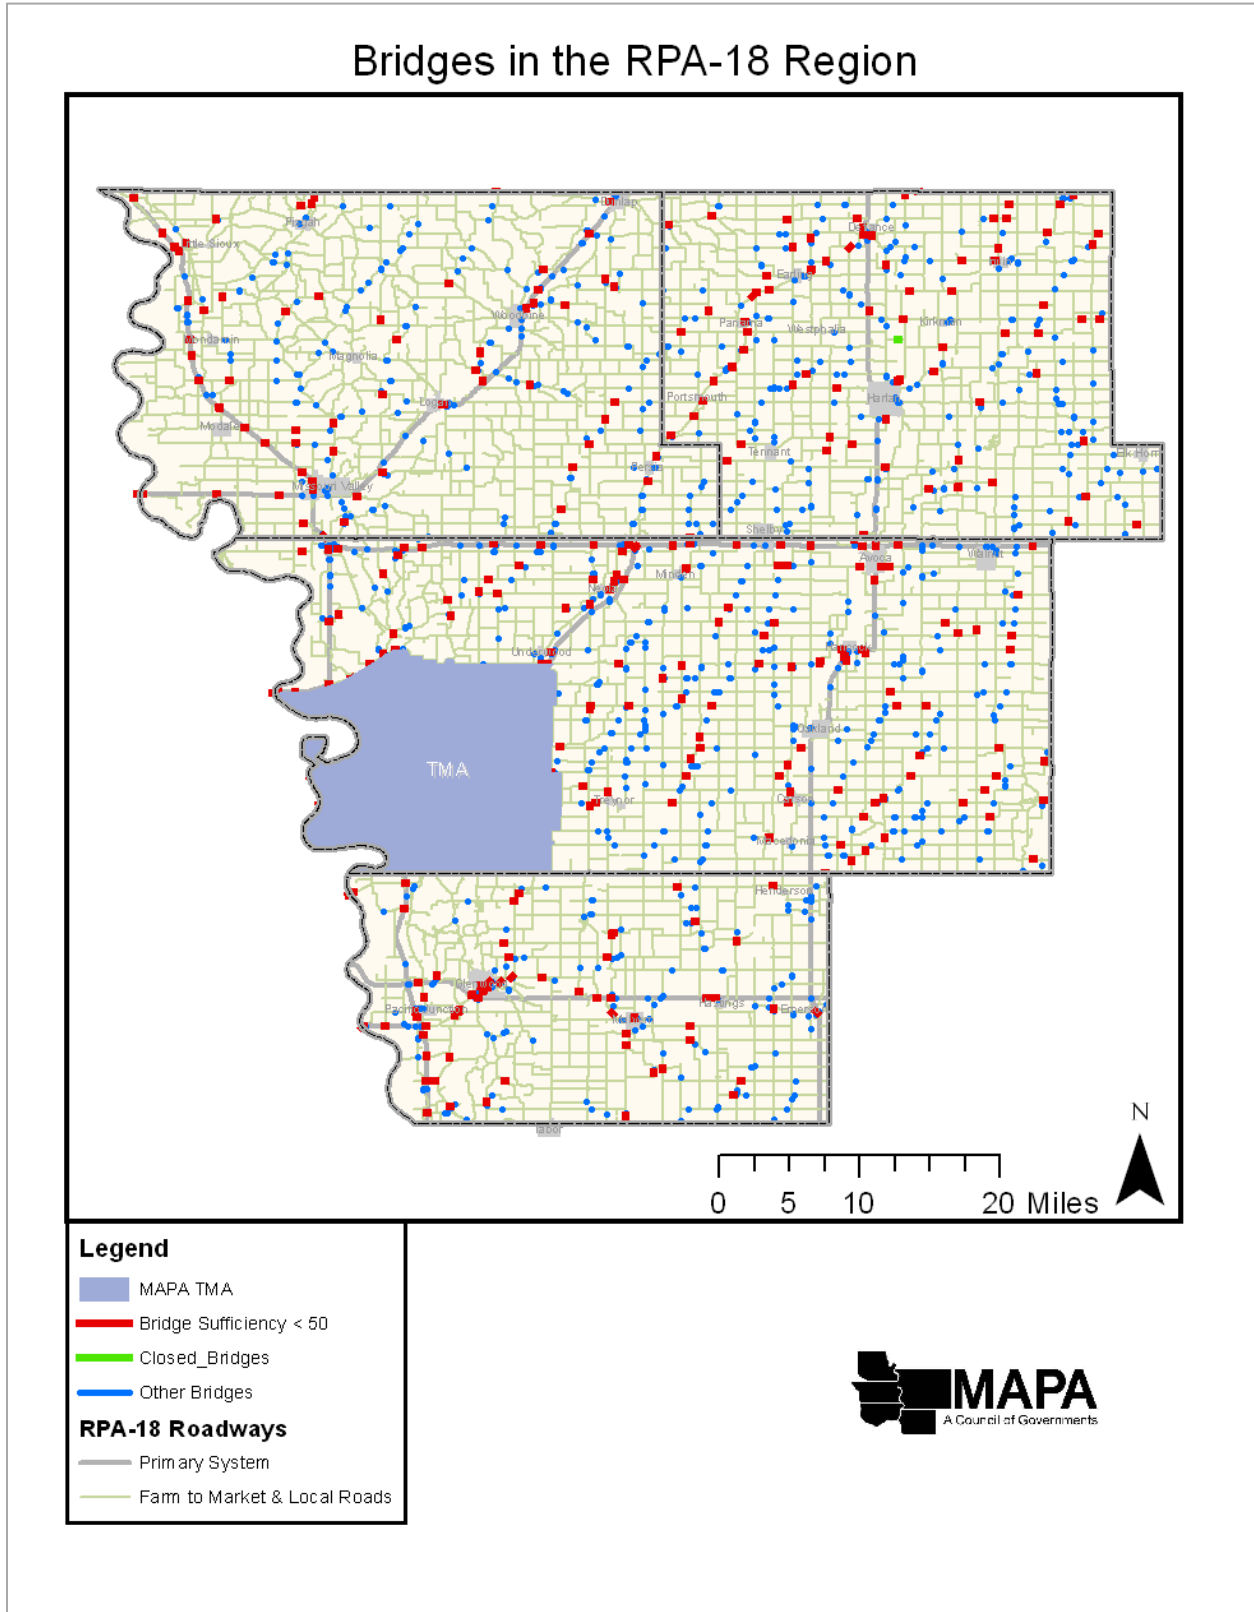 Bridges in the RPA-18 Region
Dunlap
Pisgah
Little Sioux
Defiance
Earling
Woodbine
Panama
Westphalia
Kirkman
Mondamin
Magnolia
Portsmouth
Harlan
Logan
Modale
Tennant
Elk Horn
Persia
Missouri Valley
Shelby
Avoca
Walnut
Minden
Neola
Underwood
Hancock
Oakland
TMA
Treynor
Carson
Macedonia
Henderson
Glenwood
Hastings
Pacific Junction
Emerson
Malvern
Tabor
N
0 5 10 20 Miles
Legend
MAPA TMA
Bridge Sufficiency < 50
Closed_Bridges
Other Bridges
RPA-18 Roadways
Primary System
Farm to Market & Local Roads
MAPA
A Council of Governments